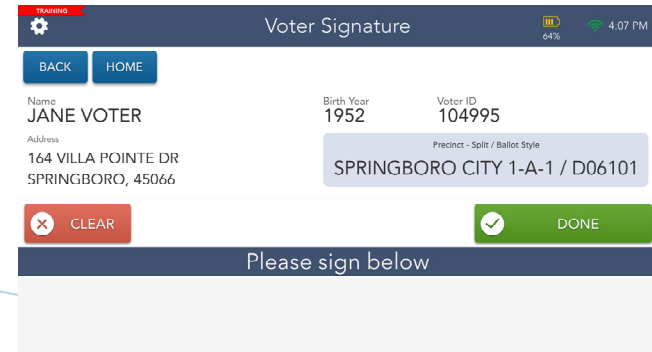 TRAINING
Voter Signature
64%
4:07 PM
BACK
HOME
Name
JANE VOTER
Birth Year
1952
Voter ID
104995
Address
164 VILLA POINTE DR
SPRINGBORO, 45066
Precinct - Split / Ballot Style
SPRINGBORO CITY 1-A-1 / D06101
CLEAR
DONE
Please sign below